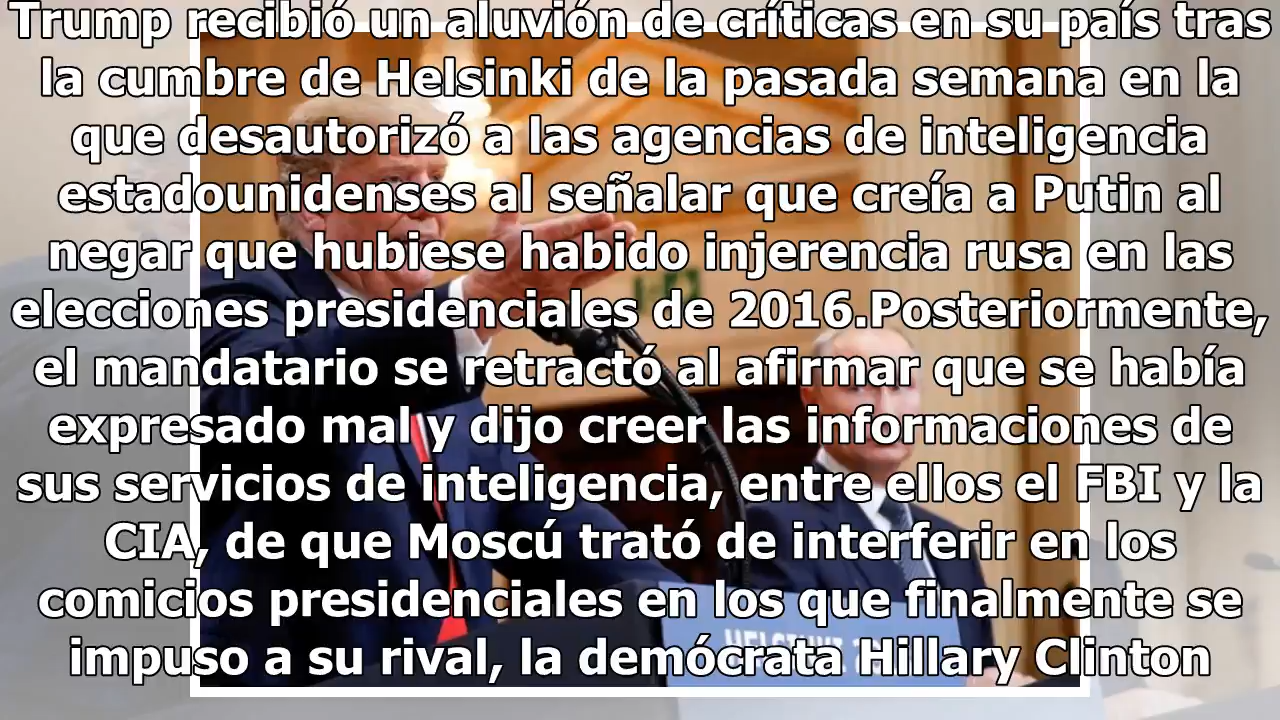 Trump recibió un aluvión de críticas en su país tras
la cumbre de Helsinki de la pasada semana en la
que desautorizó a las agencias de inteligencia
estadounidenses al señalar que creía a Putin al
negar que hubiese habido injerencia rusa en las
elecciones presidenciales de 2016.Posteriormente,
el mandatario se retractó al afirmar que se había
expresado mal y dijo creer las informaciones de
sus servicios de inteligencia, entre ellos el FBI y la
CIA, de que Moscú trató de interferir en los
comicios presidenciales en los que finalmente se
impuso a su rival, la demócrata Hillary Clinton